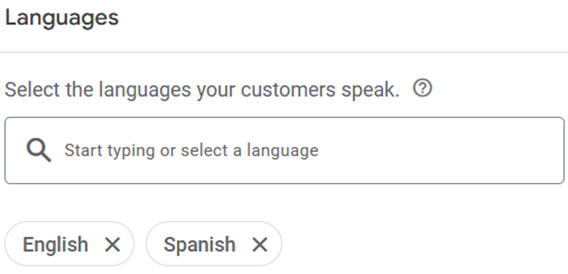 Languages
Select the languages your customers speak.
Start typing or select a language
English Spanish